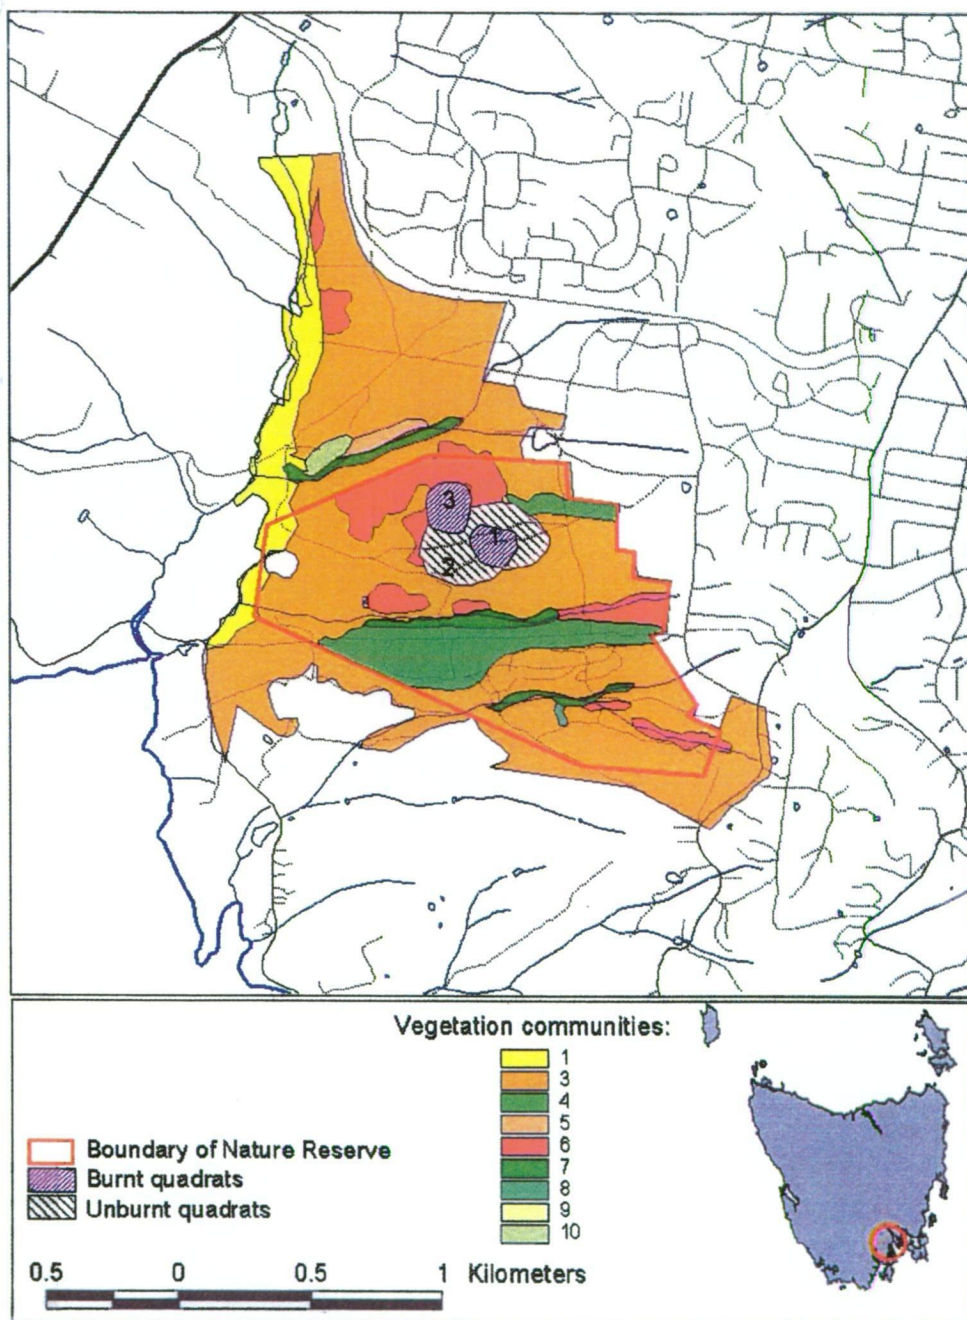 3
1
2
Vegetation communities:
1
3
4
5
6
7
8
9
10
Boundary of Nature Reserve
Burnt quadrats
Unburnt quadrats
0.5 0 0.5 1 Kilometers